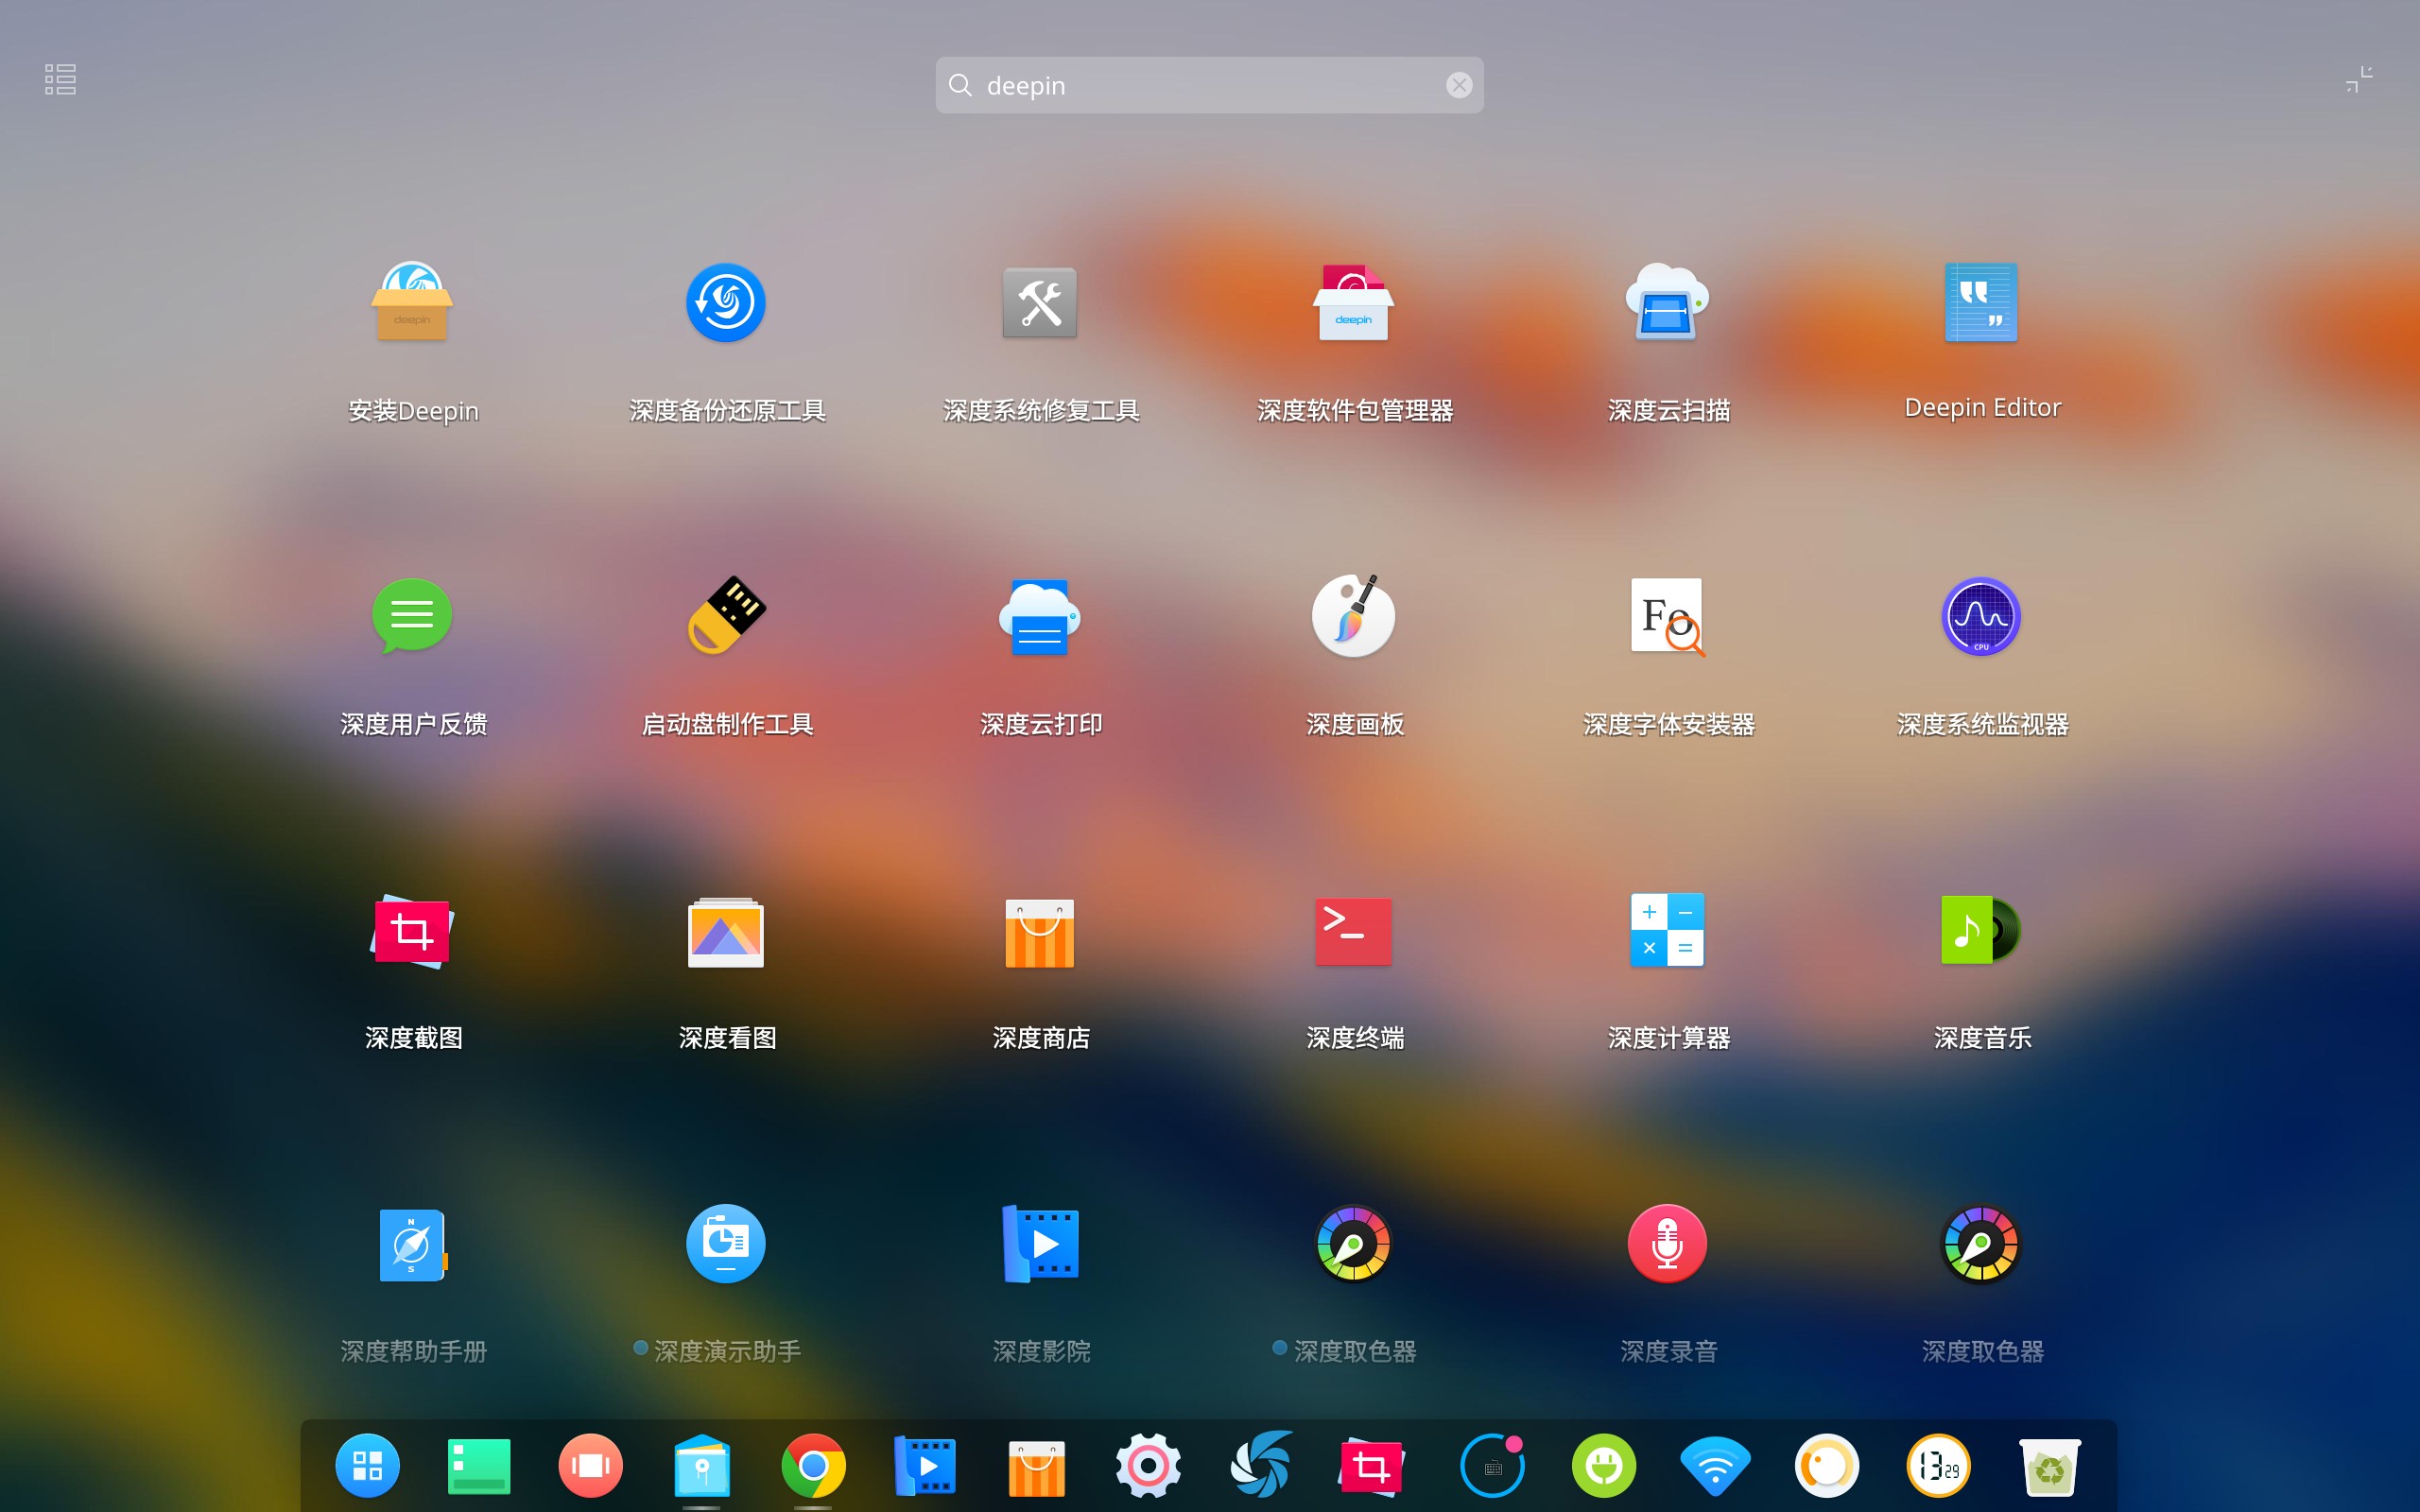 deepin
deepin
deepin
安装Deepin
深度备份还原工具
深度系统修复工具
深度软件包管理器
深度云扫描
Deepin Editor
Fo
CPU
深度用户反馈
启动盘制作工具
深度云打印
深度画板
深度字体安装器
深度系统监视器
深度截图
深度看图
深度商店
深度终端
深度计算器
深度音乐
N
S
深度帮助手册
深度演示助手
深度影院
深度取色器
深度录音
深度取色器
13 29